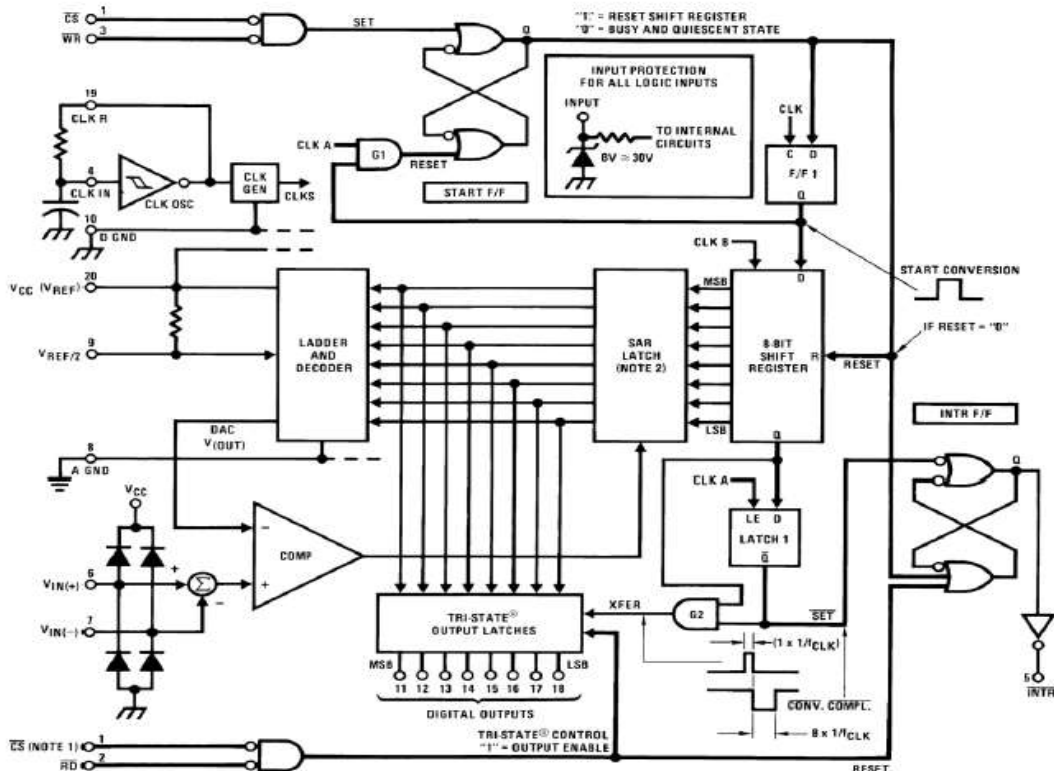 CS 1
WR 3
SET
Q
"1" = RESET SHIFT REGISTER
"0" = BUSY AND QUIESCENT STATE
INPUT PROTECTION
FOR ALL LOGIC INPUTS
INPUT
TO INTERNAL
CIRCUITS
BV = 30V
CLK
C D
F/F 1
Q
19
CLK R
4
CLK IN
CLK OSC
CLK
GEN
CLKS
CLK A
G1
RESET
START F/F
10
D GND
20
VCC (VREF)
9
VREF/2
LADDER
AND
DECODER
SAR
LATCH
(NOTE 2)
CLK B
MSB
LSB
D
8-BIT
SHIFT
REGISTER
R
Q
RESET
START CONVERSION
IF RESET = "0"
INTR F/F
DAC
V(OUT)
8
A GND
VCC
6
VIN(+)
7
VIN(–)
+
Σ
–
–
+
COMP
CLK A
LE D
LATCH 1
Q
Q
SET
XFER
G2
TRI-STATE®
OUTPUT LATCHES
MSB
LSB
11 12 13 14 15 16 17 18
DIGITAL OUTPUTS
(1 x 1/fCLK)
CONV. COMPL.
8 x 1/fCLK
5
INTR
CS (NOTE 1) 1
RD 2
TRI-STATE® CONTROL
"1" = OUTPUT ENABLE
RESET